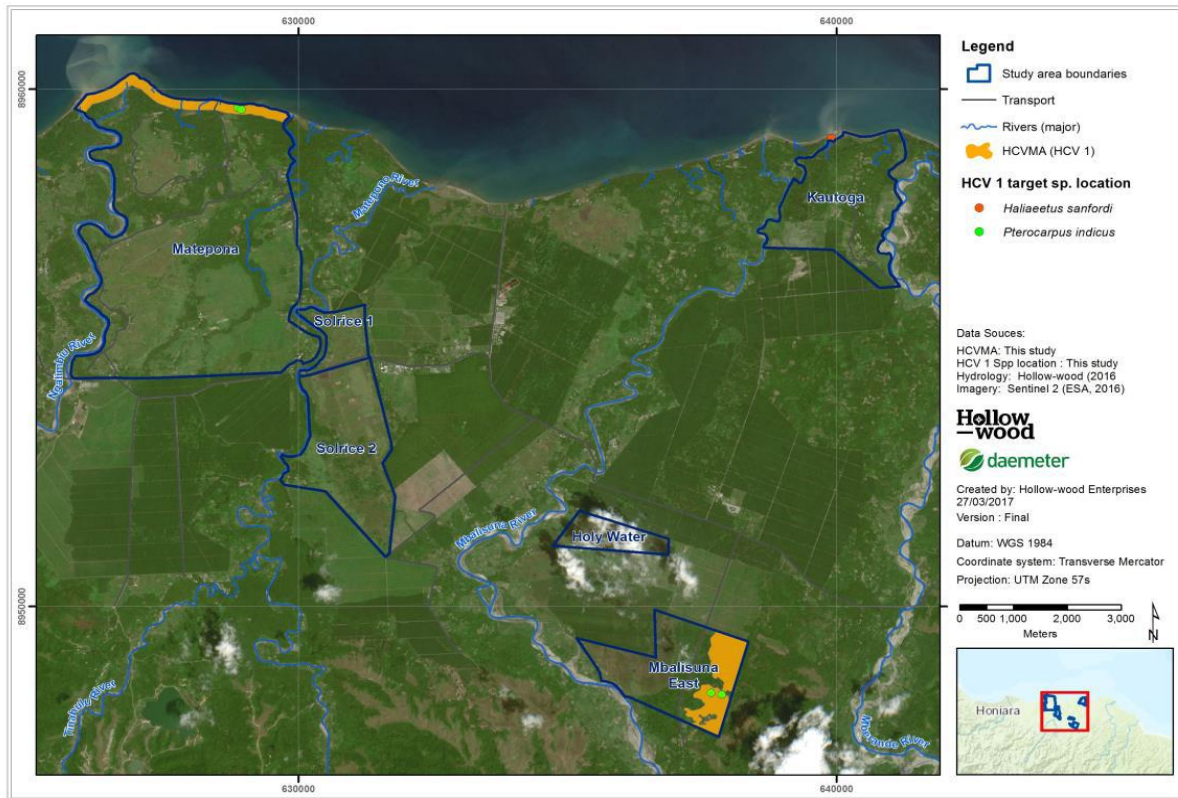 630000
640000
8960000
8950000
Ngalimbiu River
Matepona
Matepono River
Solrice 1
Solrice 2
Tinahulu River
Mbalisuna River
Holy Water
Mbalisuna
East
Kautoga
Mberande River
630000
640000
Legend
Study area boundaries
Transport
Rivers (major)
HCVMA (HCV 1)
HCV 1 target sp. location
Haliaeetus sanfordi
Pterocarpus indicus
Data Souces:
HCVMA: This study
HCV 1 Spp location : This study
Hydrology: Hollow-wood (2016
Imagery: Sentinel 2 (ESA, 2016)
Hollow
—wood
daemeter
Created by: Hollow-wood Enterprises
27/03/2017
Version : Final
Datum: WGS 1984
Coordinate system: Transverse Mercator
Projection: UTM Zone 57s
0 500 1,000 2,000 3,000
Meters
N
Honiara